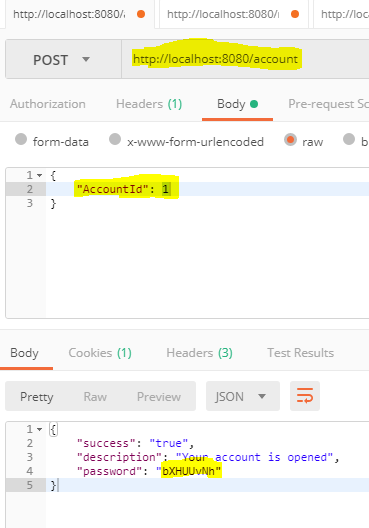 http://localhost:8080/a
http://localhost:8080/
http://loc
POST
http://localhost:8080/account
Authorization Headers (1) Body Pre-request Sc
form-data x-www-form-urlencoded raw b
1 {
2 "AccountId": 1
3 }
Body Cookies (1) Headers (3) Test Results
Pretty Raw Preview JSON
1 {
2 "success": "true",
3 "description": "Your account is opened",
4 "password": "bXHUUvNh"
5 }